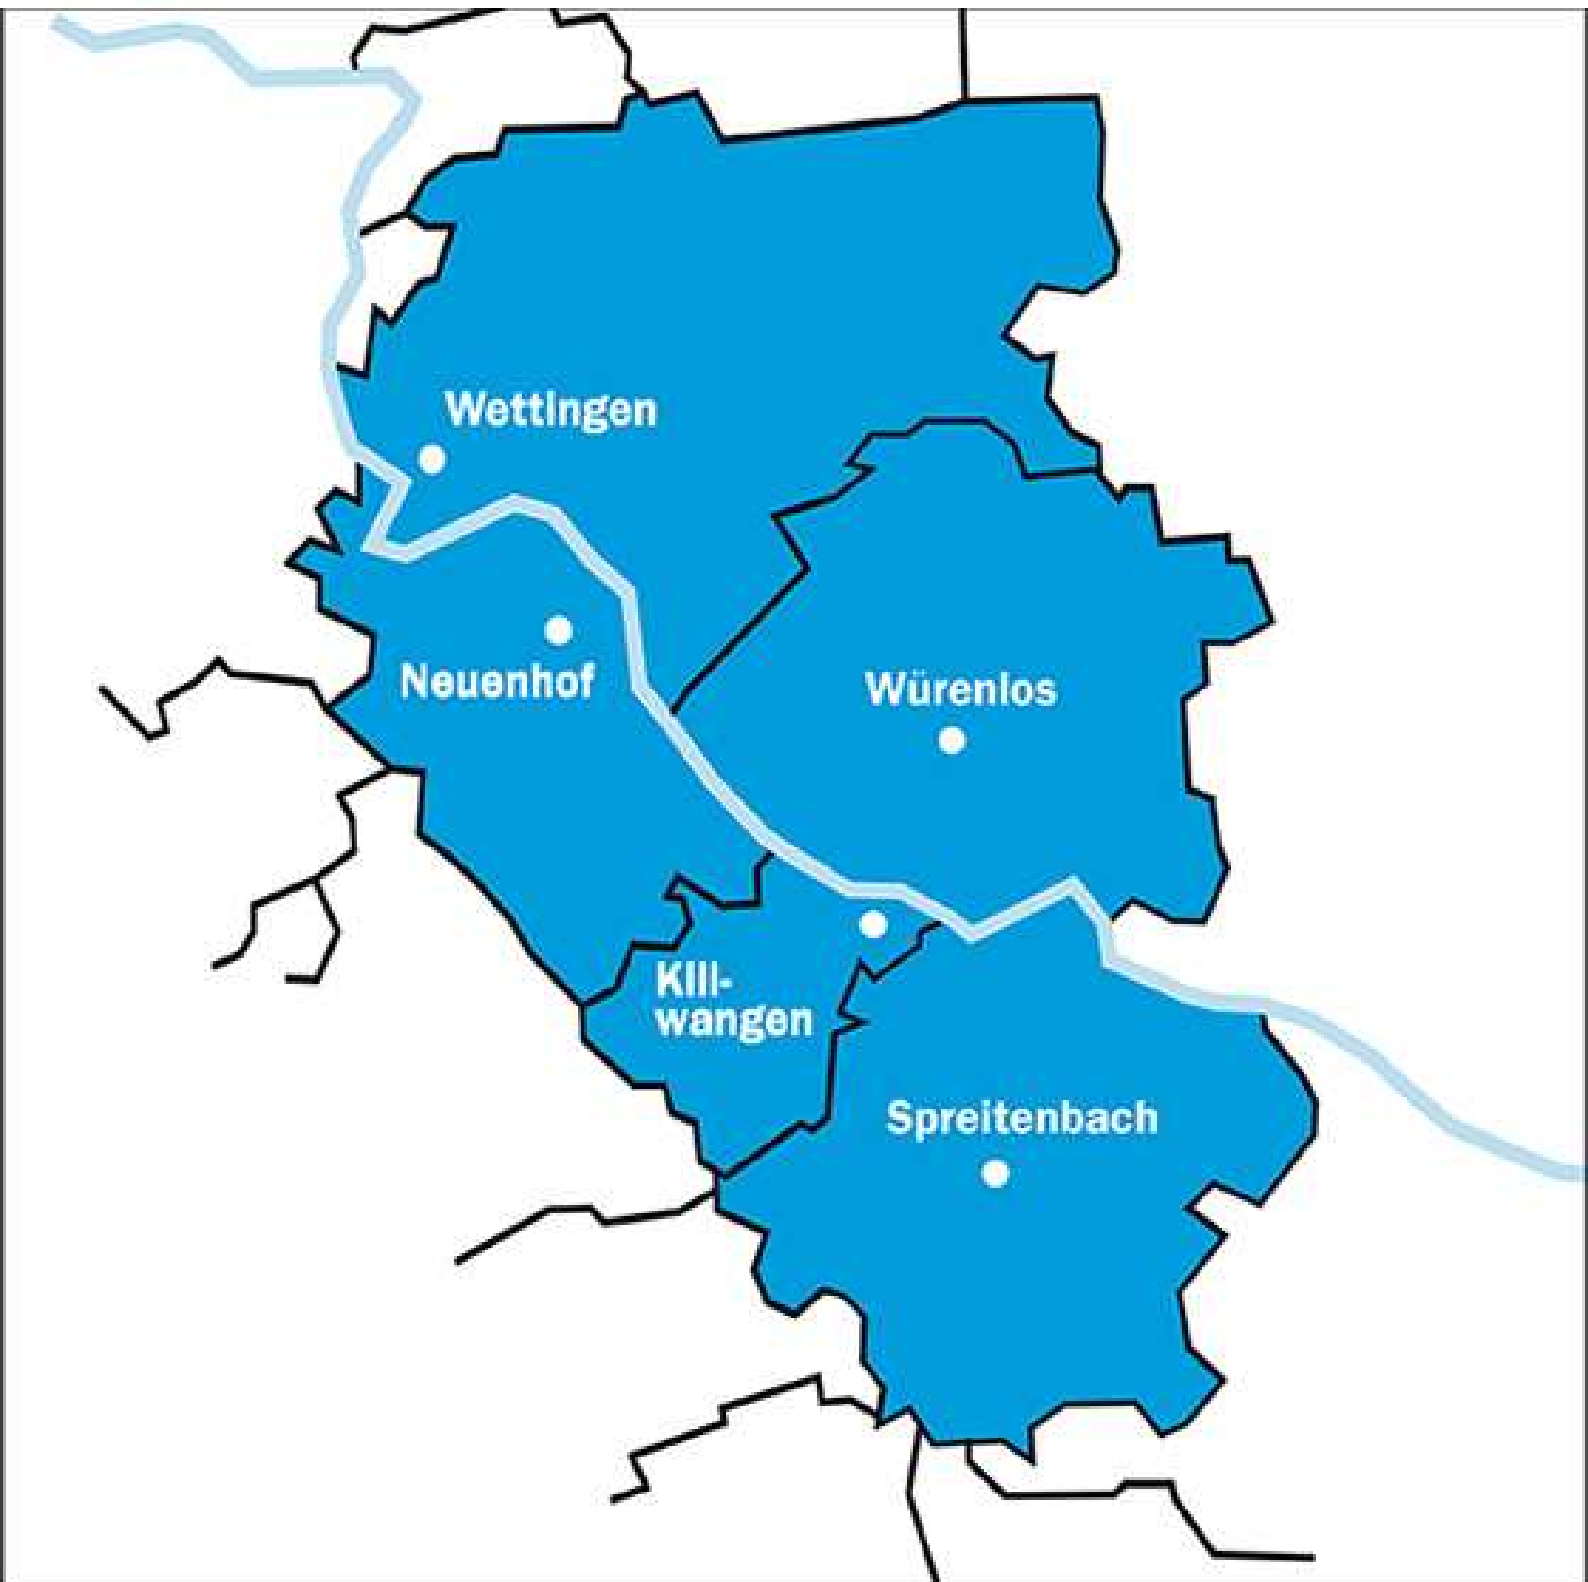 Wettingen
Neuenhof
Würenlos
Kill-
wangen
Spreitenbach